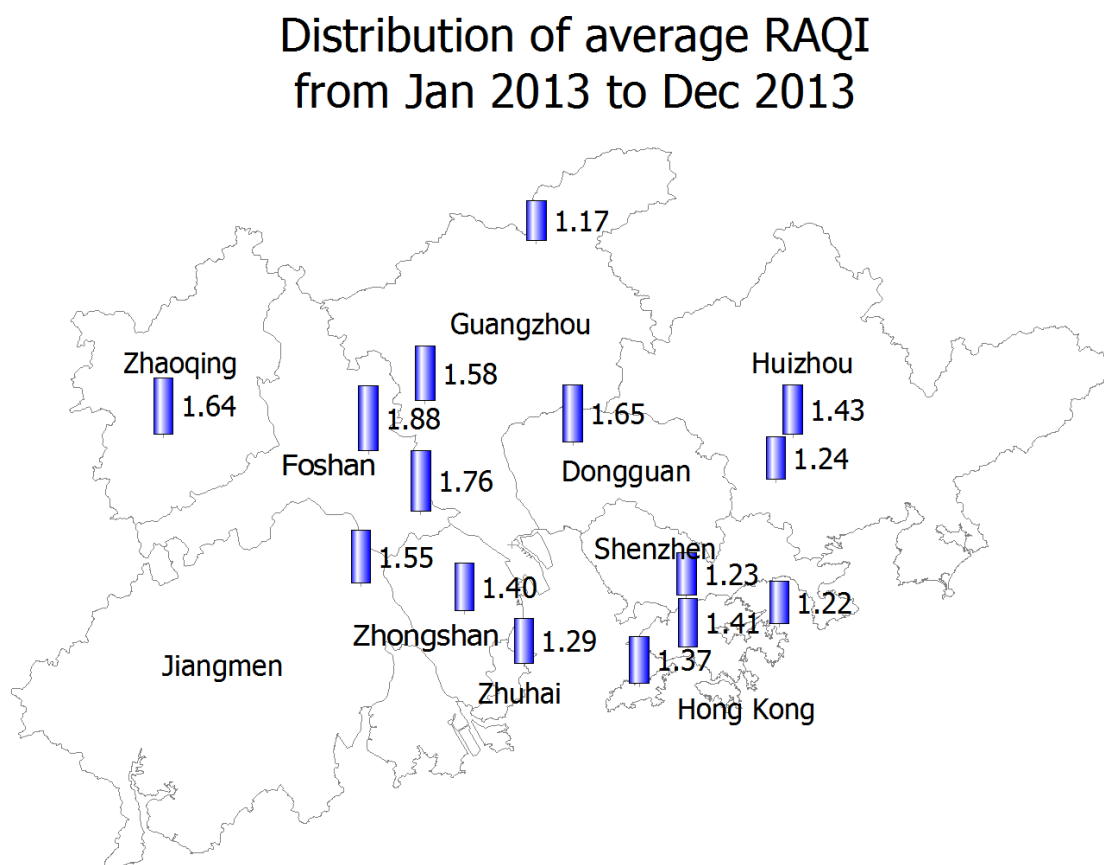 Distribution of average RAQI
from Jan 2013 to Dec 2013
1.17
Guangzhou
Zhaoqing
Huizhou
1.58
1.64
1.88
1.65
1.43
Foshan
1.76
Dongguan
1.24
1.55
Shenzhen
1.40
1.23
1.22
Zhongshan
1.29
1.41
Jiangmen
1.37
Zhuhai
Hong Kong